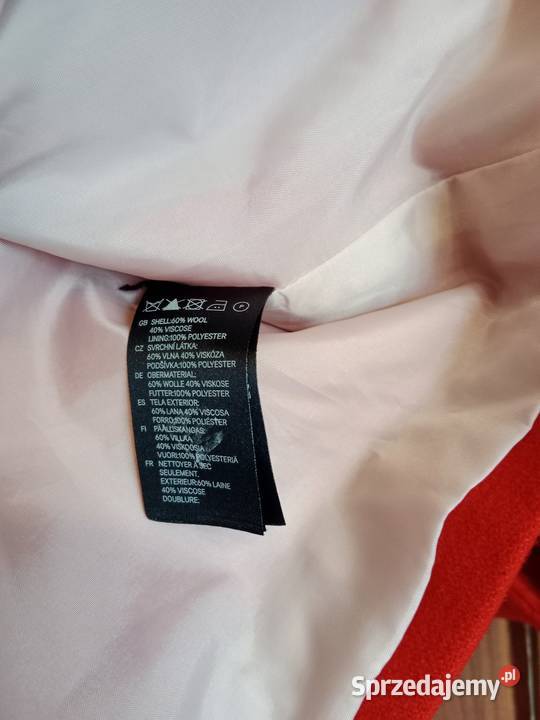 GB SHELL:60% WOOL
40% VISCOSE
LINING:100% POLYESTER
CZ SVRCHNÍ LÁTKA:
60% VLNA 40% VISKÓZA
PODŠÍVKA:100% POLYESTER
DE OBERMATERIAL:
60% WOLLE 40% VISKOSE
FUTTER:100% POLYESTER
ES TELA EXTERIOR:
60% LANA 40% VISCOSA
FORRO:100% POLIÉSTER
FI PÄÄLLISKANGAS:
60% VILLAA
40% VISKOOSIA
VUORI:100% POLYESTERIÄ
FR NETTOYER À SEC
SEULEMENT.
EXTERIEUR:60% LAINE
40% VISCOSE
DOUBLURE:
Sprzedajemy.pl